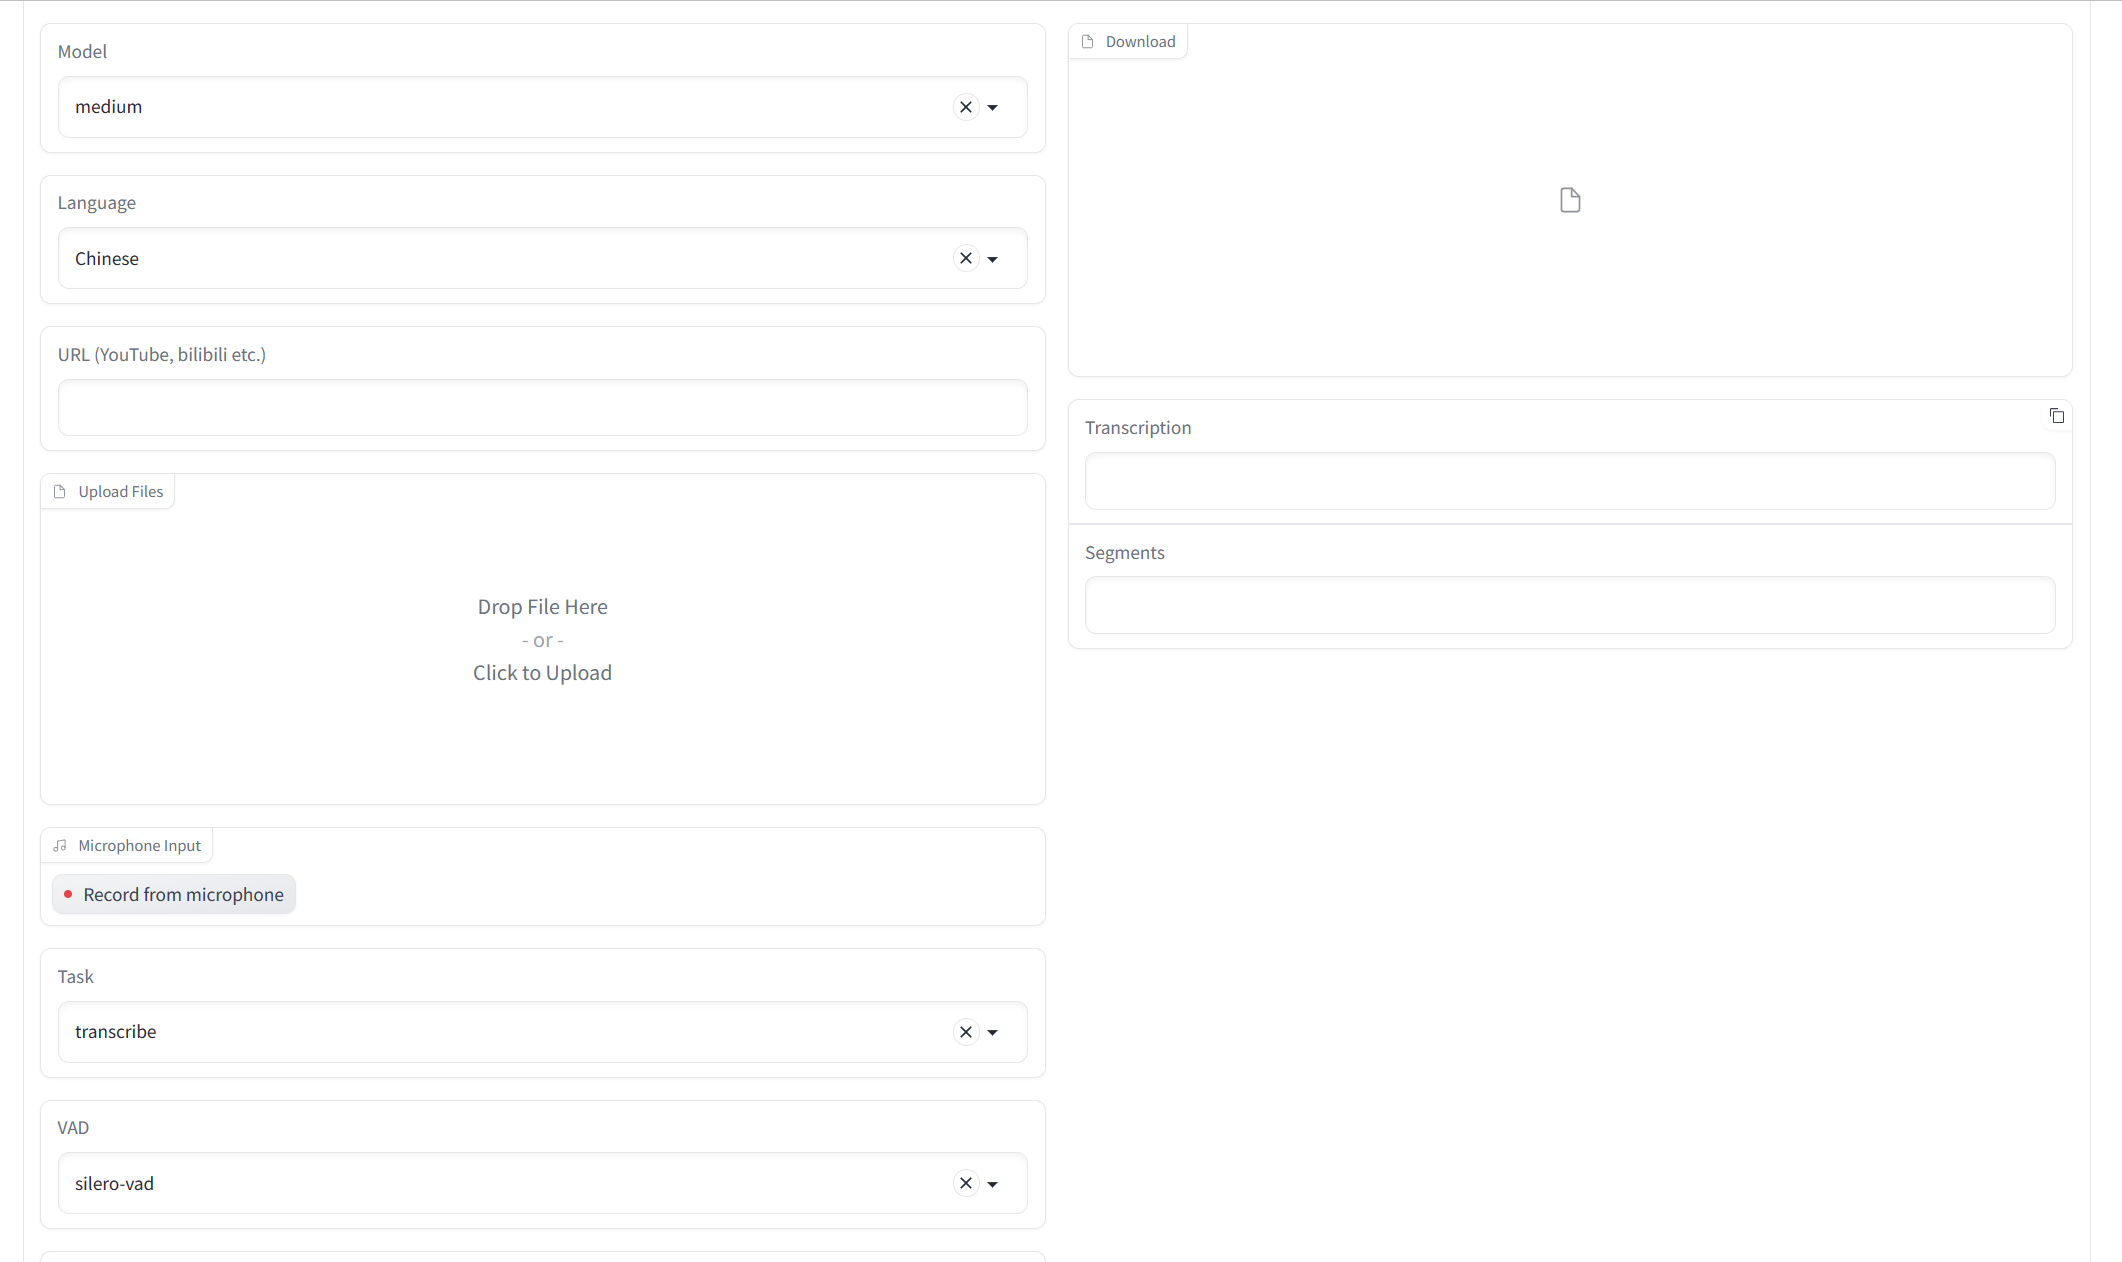 Model
medium
Language
Chinese
URL (YouTube, bilibili etc.)
Upload Files
Drop File Here
- or -
Click to Upload
Microphone Input
Record from microphone
Task
transcribe
VAD
silero-vad
Download
Transcription
Segments